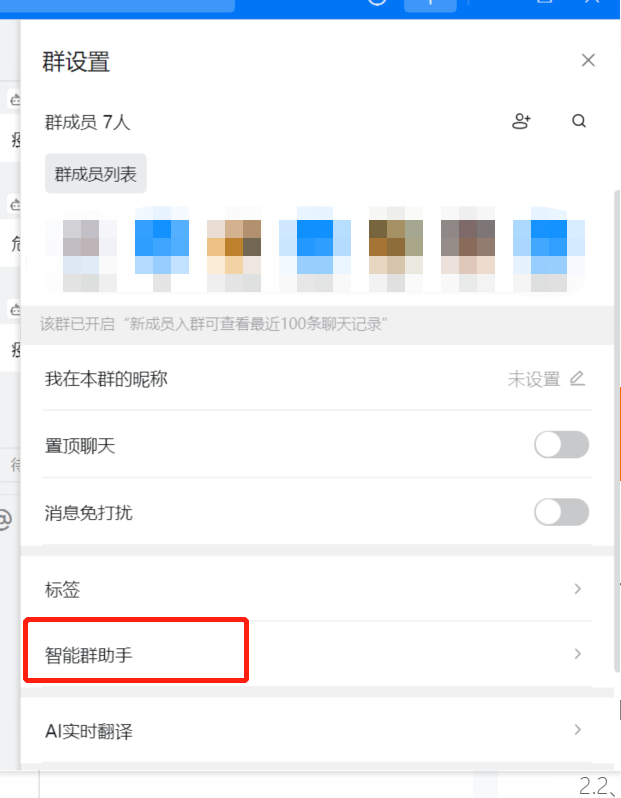 群设置
群成员 7人
群成员列表
该群已开启“新成员入群可查看最近100条聊天记录”
我在本群的昵称
未设置
置顶聊天
消息免打扰
标签
智能群助手
AI实时翻译
2.2、